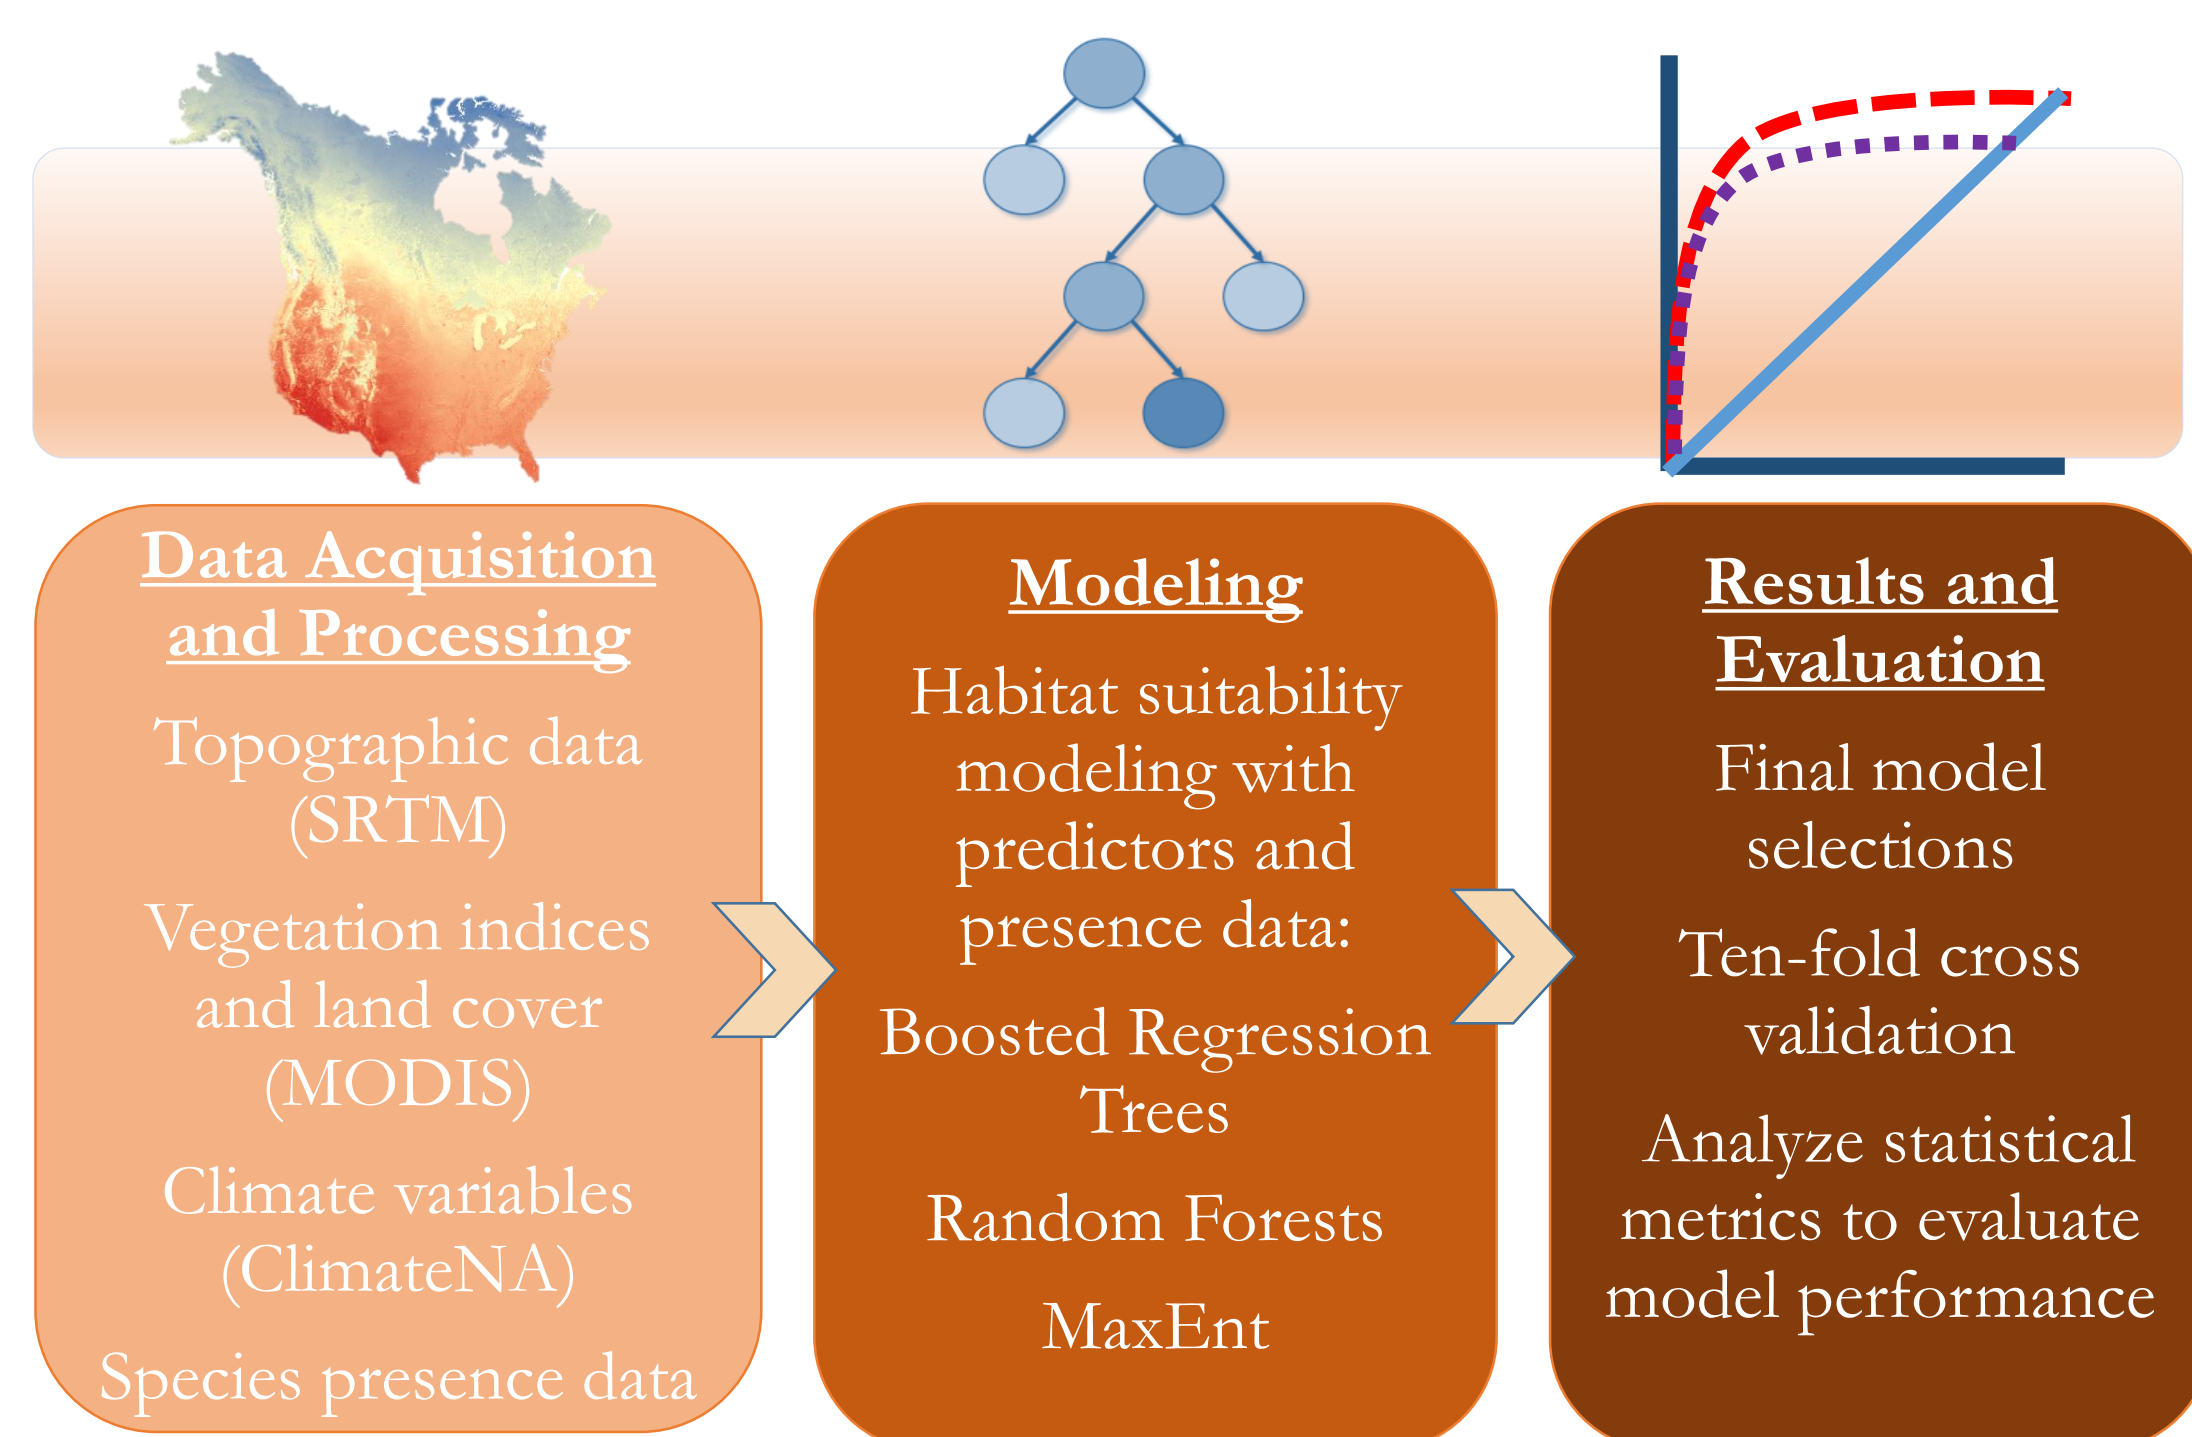 Data Acquisition
and Processing
Topographic data
(SRTM)
Vegetation indices
and land cover
(MODIS)
Climate variables
(ClimateNA)
Species presence data
Modeling
Habitat suitability
modeling with
predictors and
presence data:
Boosted Regression
Trees
Random Forests
MaxEnt
Results and
Evaluation
Final model
selections
Ten-fold cross
validation
Analyze statistical
metrics to evaluate
model performance